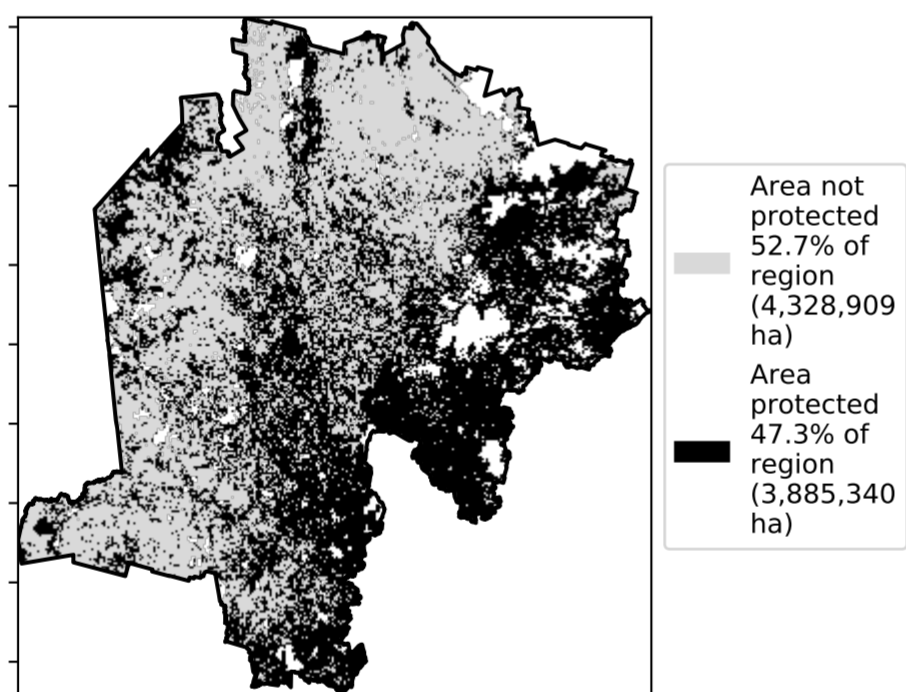 Area not
protected
52.7% of
region
(4,328,909
ha)
Area
protected
47.3% of
region
(3,885,340
ha)